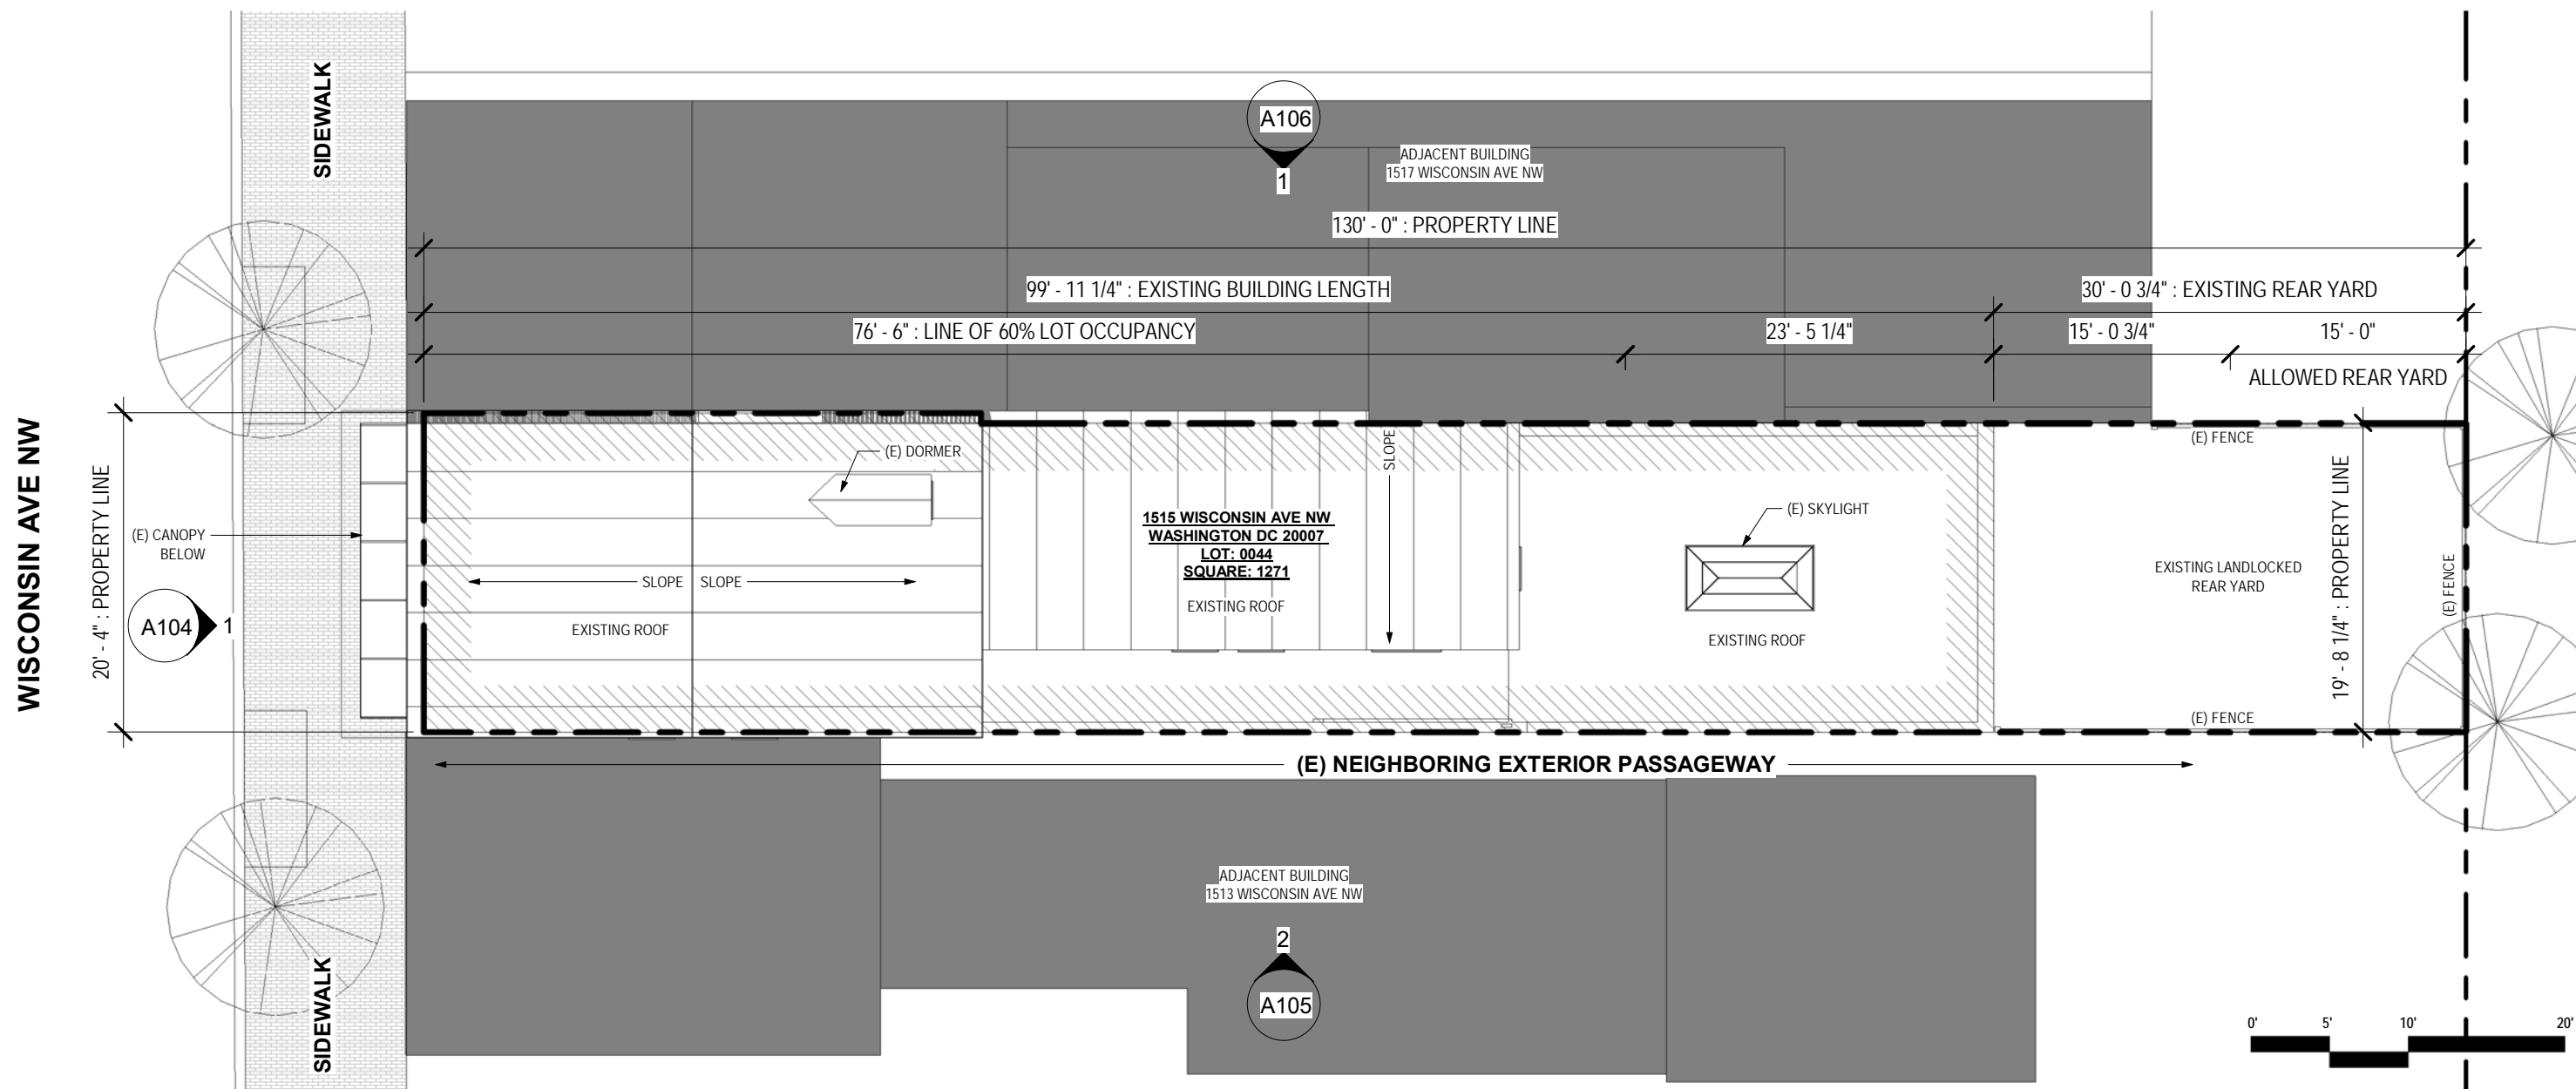 SIDEWALK
A106
1
ADJACENT BUILDING
1517 WISCONSIN AVE NW
130' - 0" : PROPERTY LINE
99' - 11 1/4" : EXISTING BUILDING LENGTH
30' - 0 3/4" : EXISTING REAR YARD
76' - 6" : LINE OF 60% LOT OCCUPANCY
23' - 5 1/4"
15' - 0 3/4"
15' - 0"
ALLOWED REAR YARD
WISCONSIN AVE NW
20' - 4" : PROPERTY LINE
(E) CANOPY
BELOW
A104
1
(E) DORMER
SLOPE
SLOPE
EXISTING ROOF
SLOPE
1515 WISCONSIN AVE NW
WASHINGTON DC 20007
LOT: 0044
SQUARE: 1271
EXISTING ROOF
(E) SKYLIGHT
EXISTING ROOF
(E) FENCE
EXISTING LANDLOCKED
REAR YARD
19' - 8 1/4" : PROPERTY LINE
(E) FENCE
(E) FENCE
(E) NEIGHBORING EXTERIOR PASSAGEWAY
ADJACENT BUILDING
1513 WISCONSIN AVE NW
2
A105
SIDEWALK
0' 5' 10' 20'